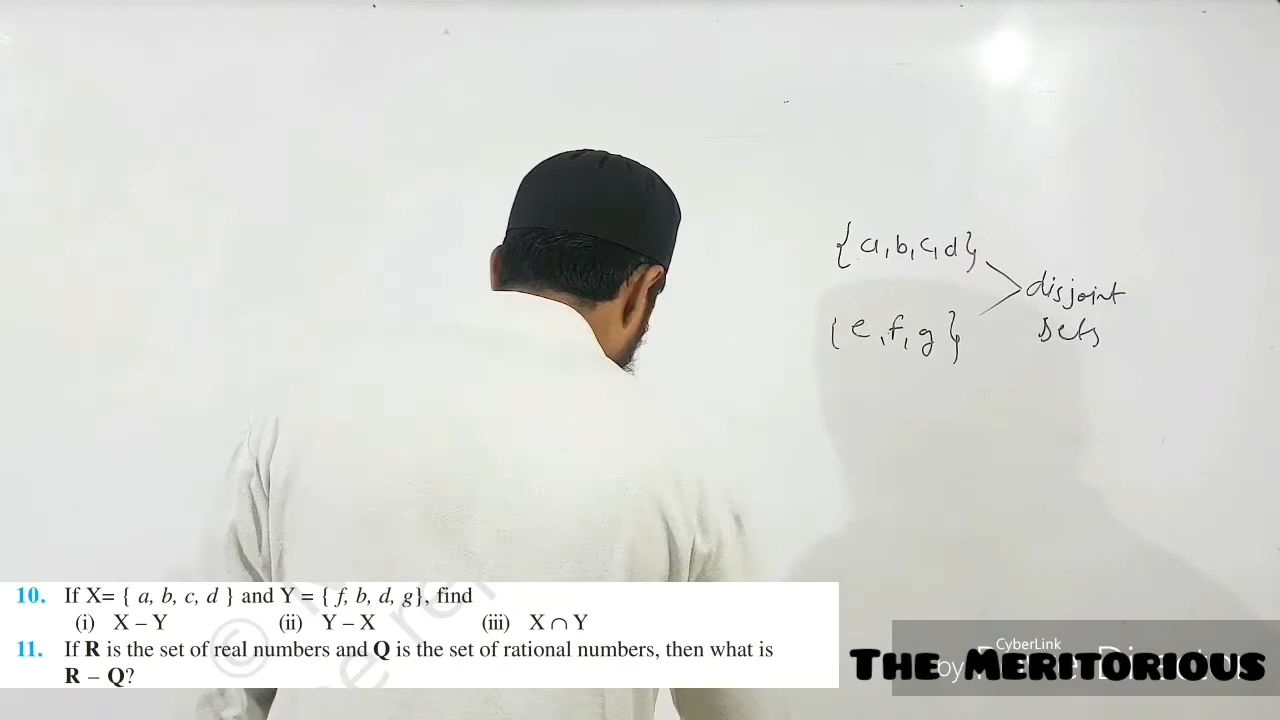 {a,b,c,d}
{e,f,g}
disjoint
sets
10. If X= { a, b, c, d } and Y = { f, b, d, g}, find
(i) X – Y (ii) Y – X (iii) X ∩ Y
11. If R is the set of real numbers and Q is the set of rational numbers, then what is
R – Q?
CyberLink
by
The Meritorious